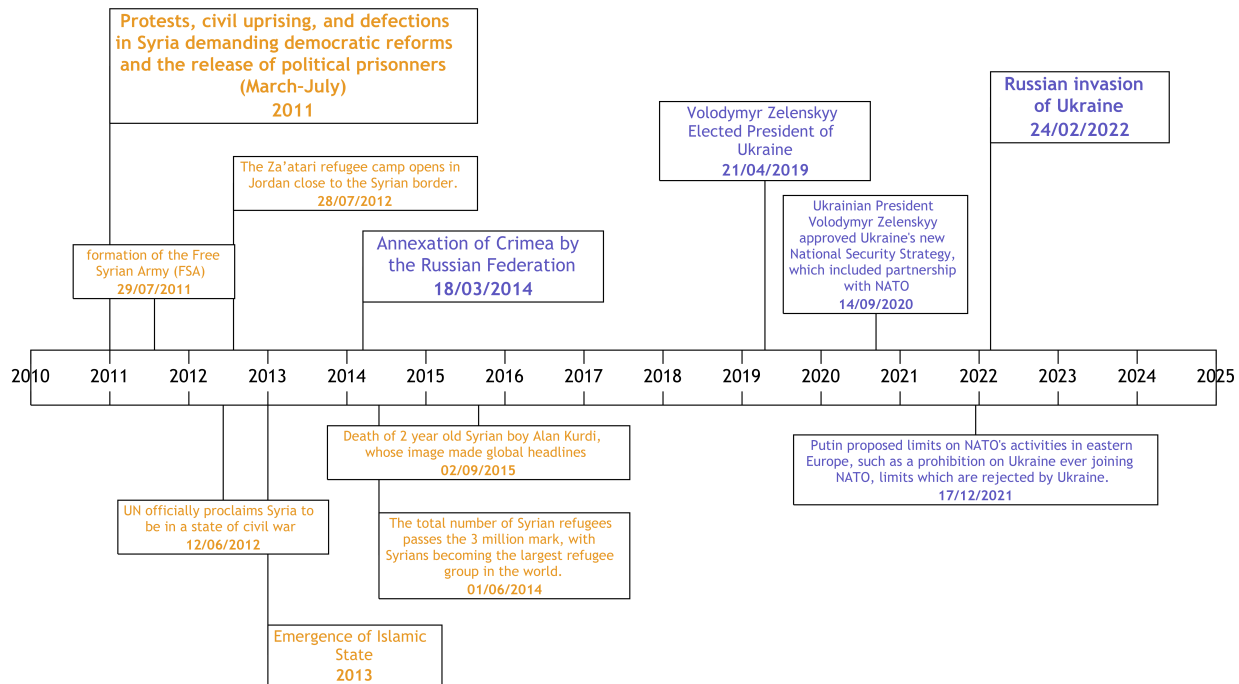 Protests, civil uprising, and defections
in Syria demanding democratic reforms
and the release of political prisonners
(March-July)
2011
Russian invasion
of Ukraine
24/02/2022
Volodymyr Zelenskyy
Elected President of
Ukraine
21/04/2019
The Za'atari refugee camp opens in
Jordan close to the Syrian border.
28/07/2012
Ukrainian President
Volodymyr Zelenskyy
approved Ukraine's new
National Security Strategy,
which included partnership
with NATO
14/09/2020
Annexation of Crimea by
the Russian Federation
18/03/2014
formation of the Free
Syrian Army (FSA)
29/07/2011
2010 2011 2012 2013 2014 2015 2016 2017 2018 2019 2020 2021 2022 2023 2024 2025
Death of 2 year old Syrian boy Alan Kurdi,
whose image made global headlines
02/09/2015
Putin proposed limits on NATO's activities in eastern
Europe, such as a prohibition on Ukraine ever joining
NATO, limits which are rejected by Ukraine.
17/12/2021
UN officially proclaims Syria to
be in a state of civil war
12/06/2012
The total number of Syrian refugees
passes the 3 million mark, with
Syrians becoming the largest refugee
group in the world.
01/06/2014
Emergence of Islamic
State
2013